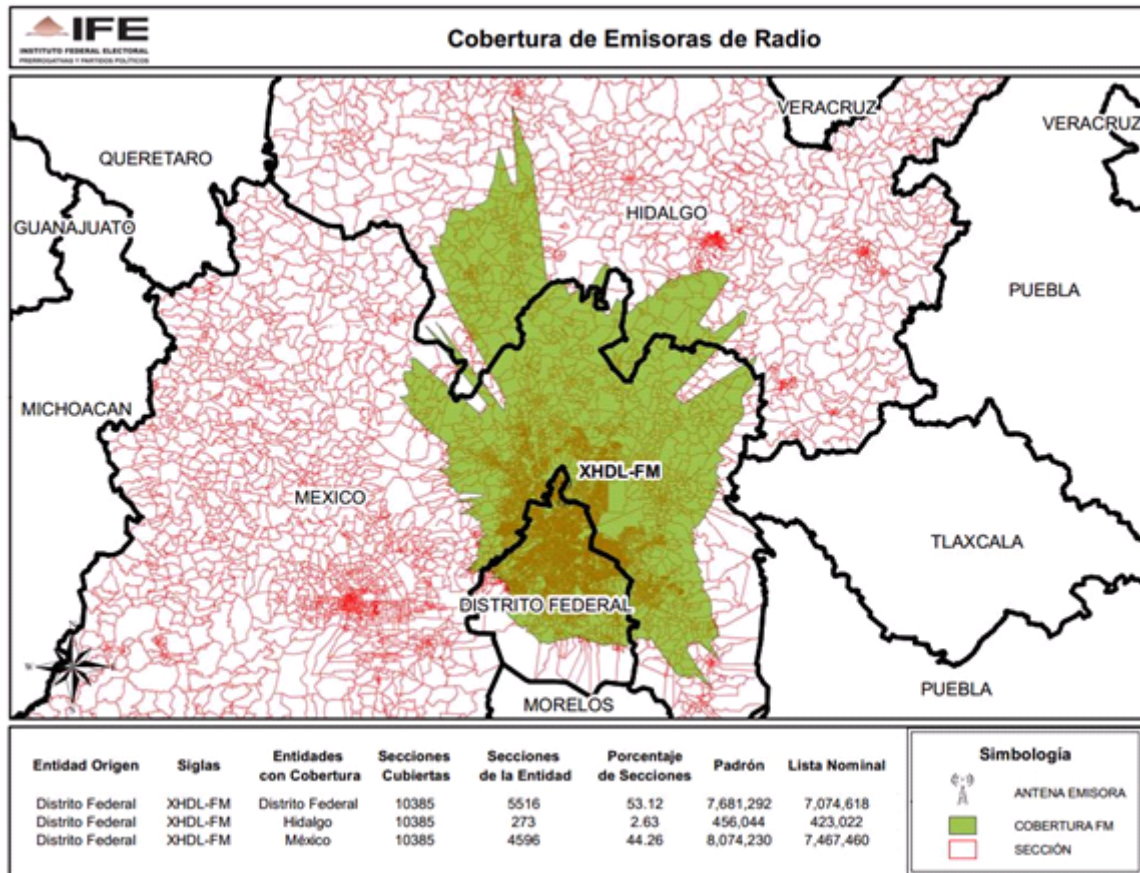 IFE
INSTITUTO FEDERAL ELECTORAL
PRERROGATIVAS Y PARTIDOS POLÍTICOS
Cobertura de Emisoras de Radio
VERACRUZ
VERACRUZ
QUERETARO
GUANAJUATO
HIDALGO
PUEBLA
MICHOACAN
XHDL-FM
MEXICO
TLAXCALA
DISTRITO FEDERAL
PUEBLA
MORELOS
Entidad Origen Siglas Entidades con Cobertura Secciones Cubiertas Secciones de la Entidad Porcentaje de Secciones Padrón Lista Nominal
Distrito Federal XHDL-FM Distrito Federal 10385 5516 53.12 7,681,292 7,074,618
Distrito Federal XHDL-FM Hidalgo 10385 273 2.63 456,044 423,022
Distrito Federal XHDL-FM México 10385 4596 44.26 8,074,230 7,467,460
Simbología
ANTENA EMISORA
COBERTURA FM
SECCIÓN